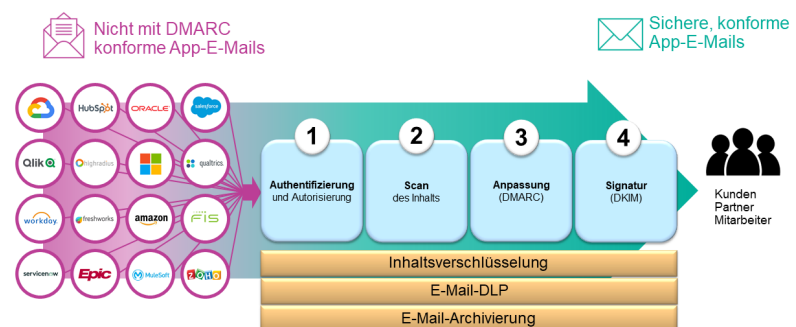 Nicht mit DMARC
konforme App-E-Mails
Sichere, konforme
App-E-Mails
HubSpot
ORACLE
salesforce
Qlik
highradius
qualtrics
workday
freshworks
amazon
FIS
servicenow
Epic
MuleSoft
ZOHO
1
2
3
4
Authentifizierung
und Autorisierung
Scan
des Inhalts
Anpassung
(DMARC)
Signatur
(DKIM)
Kunden
Partner
Mitarbeiter
Inhaltsverschlüsselung
E-Mail-DLP
E-Mail-Archivierung